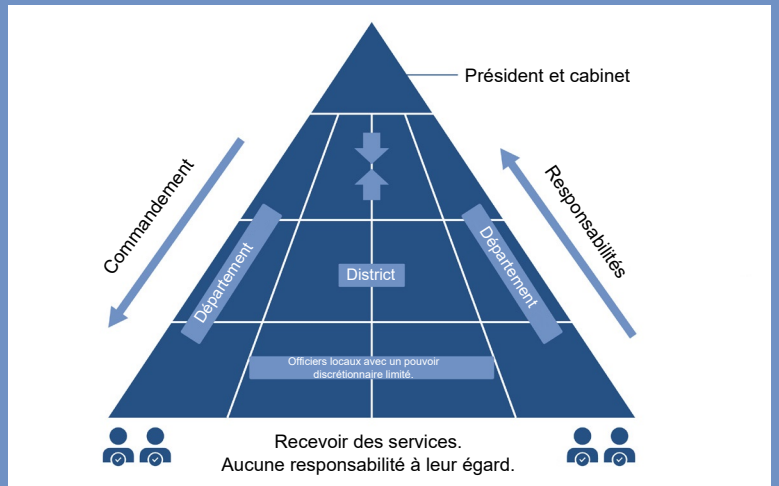 Président et cabinet
Commandement
Responsabilités
Département
Département
District
Officiers locaux avec un pouvoir
discrétionnaire limité.
Recevoir des services.
Aucune responsabilité à leur égard.